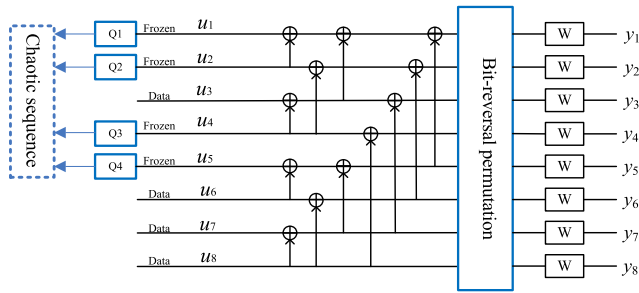 Chaotic sequence
Q1 Frozen u1 W y1
Q2 Frozen u2 W y2
Data u3 W y3
Q3 Frozen u4 W y4
Q4 Frozen u5 W y5
Data u6 W y6
Data u7 W y7
Data u8 W y8
Bit-reversal permutation